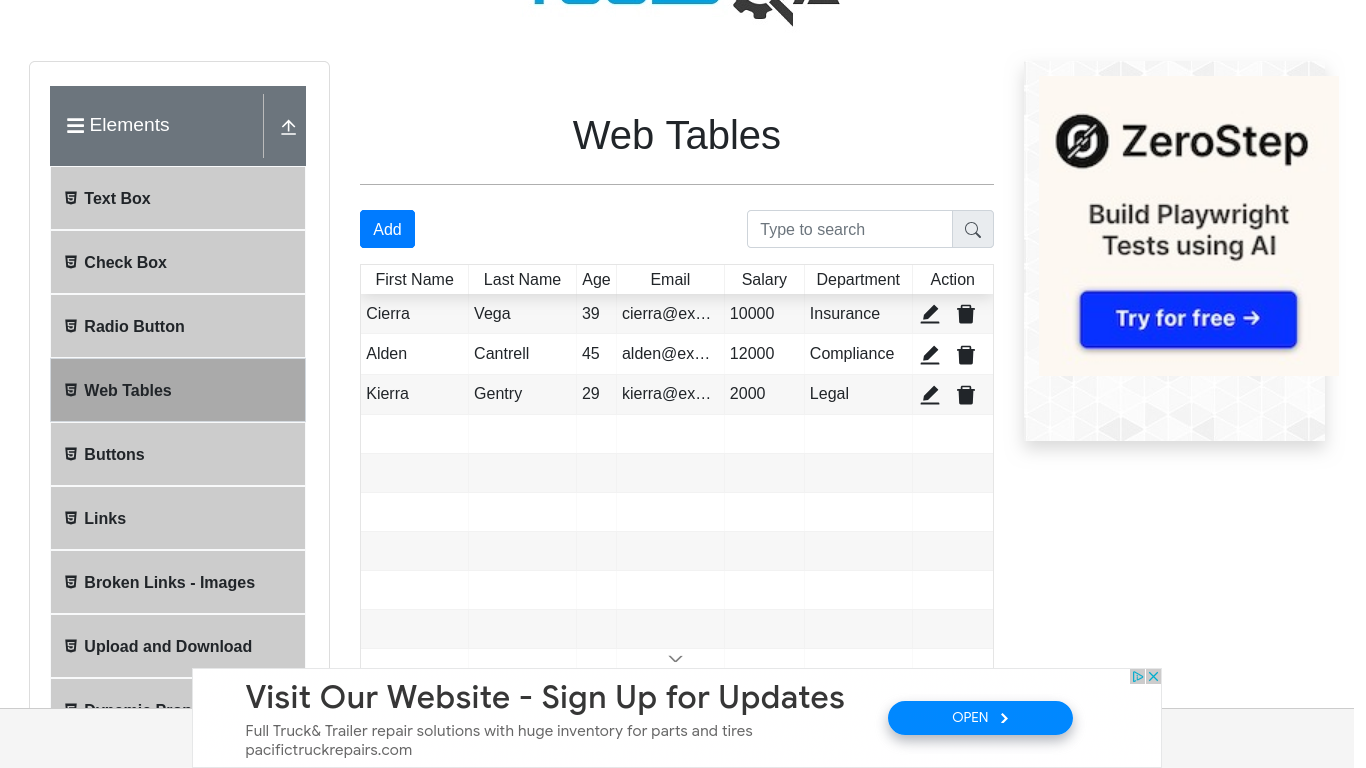 Elements
Text Box
Check Box
Radio Button
Web Tables
Buttons
Links
Broken Links - Images
Upload and Download
Web Tables
Add
Type to search
First Name Last Name Age Email Salary Department Action
Cierra Vega 39 cierra@ex... 10000 Insurance
Alden Cantrell 45 alden@ex... 12000 Compliance
Kierra Gentry 29 kierra@ex... 2000 Legal
ZeroStep
Build Playwright
Tests using AI
Try for free →
Visit Our Website - Sign Up for Updates
Full Truck& Trailer repair solutions with huge inventory for parts and tires
pacifictruckrepairs.com
OPEN